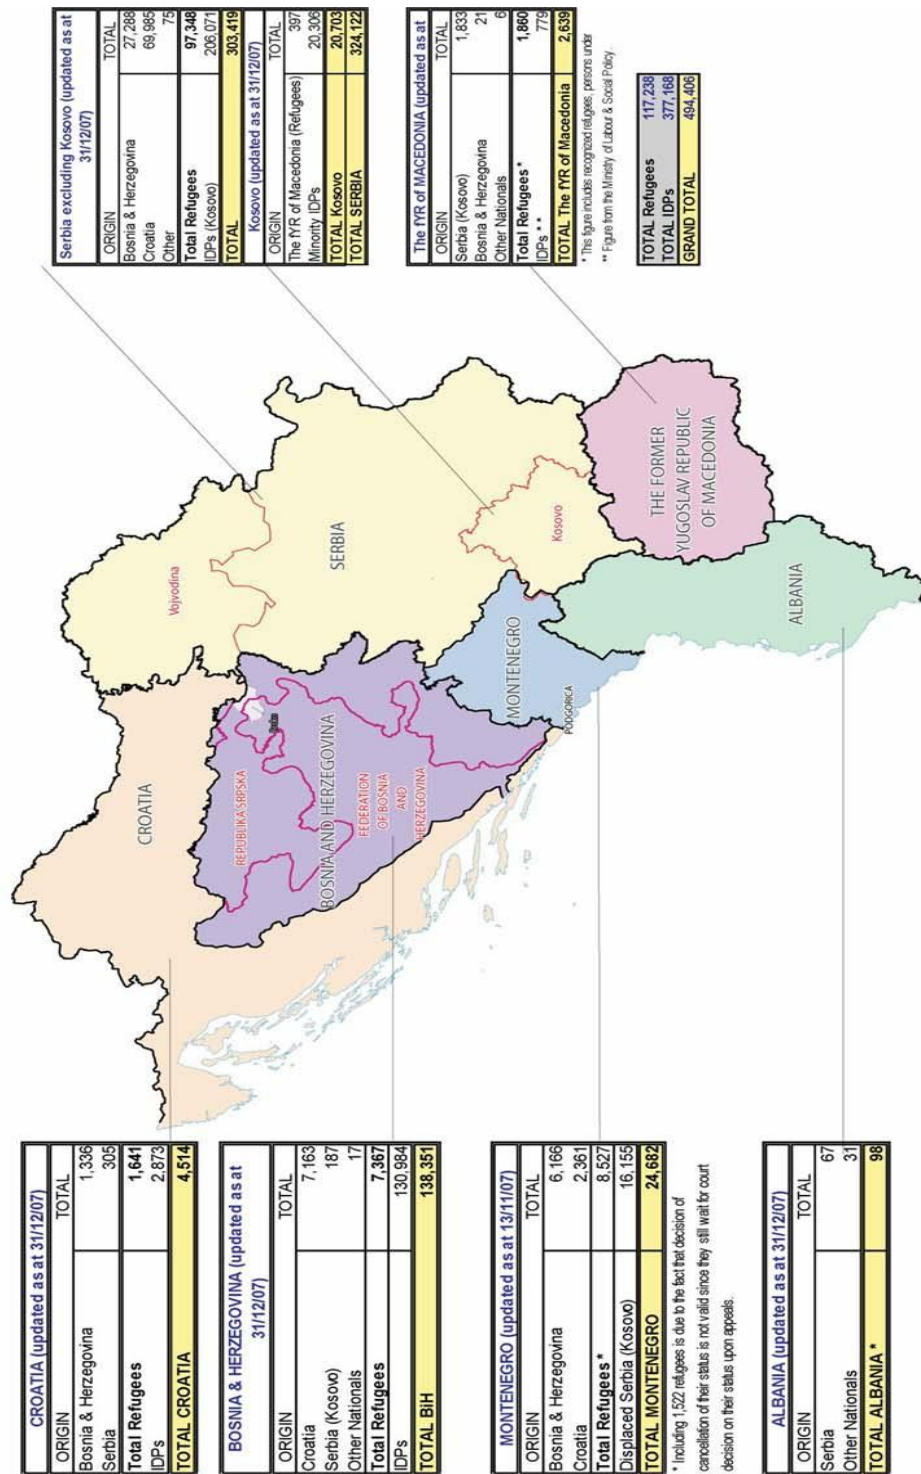 CROATIA (updated as at 31/12/07)
ORIGIN TOTAL
Bosnia & Herzegovina 1,336
Serbia 305
Total Refugees 1,641
IDPs 2,873
TOTAL CROATIA 4,514
BOSNIA & HERZEGOVINA (updated as at
31/12/07)
ORIGIN TOTAL
Croatia 7,163
Serbia (Kosovo) 187
Other Nationals 17
Total Refugees 7,367
IDPs 130,984
TOTAL BiH 138,351
MONTENEGRO (updated as at 13/11/07)
ORIGIN TOTAL
Bosnia & Herzegovina 6,166
Croatia 2,361
Total Refugees * 8,527
Displaced Serbia (Kosovo) 16,155
TOTAL MONTENEGRO 24,682
* Including 1,522 refugees is due to the fact that decision of
cancellation of their status is not valid since they still wait for court
decision on their status upon appeals.
ALBANIA (updated as at 31/12/07)
ORIGIN TOTAL
Serbia 67
Other Nationals 31
TOTAL ALBANIA * 98
CROATIA
Vojvodina
REPUBLIKA SRPSKA
BOSNIA AND HERZEGOVINA
FEDERATION
OF BOSNIA
AND
HERZEGOVINA
SERBIA
MONTENEGRO
PODGORICA
Kosovo
ALBANIA
THE FORMER
YUGOSLAV REPUBLIC
OF MACEDONIA
Serbia excluding Kosovo (updated as at
31/12/07)
ORIGIN TOTAL
Bosnia & Herzegovina 27,288
Croatia 69,985
Other 75
Total Refugees 97,348
IDPs (Kosovo) 206,071
TOTAL 303,419
Kosovo (updated as at 31/12/07)
ORIGIN TOTAL
The fYR of Macedonia (Refugees) 397
Minority IDPs 20,306
TOTAL Kosovo 20,703
TOTAL SERBIA 324,122
The fYR of MACEDONIA (updated as at
ORIGIN TOTAL
Serbia (Kosovo) 1,833
Bosnia & Herzegovina 21
Other Nationals 6
Total Refugees* 1,860
IDPs ** 779
TOTAL The fYR of Macedonia 2,639
* This figure includes recognized refugees, persons under
** Figure from the Ministry of Labour & Social Policy
TOTAL Refugees 117,238
TOTAL IDPs 377,168
GRAND TOTAL 494,406